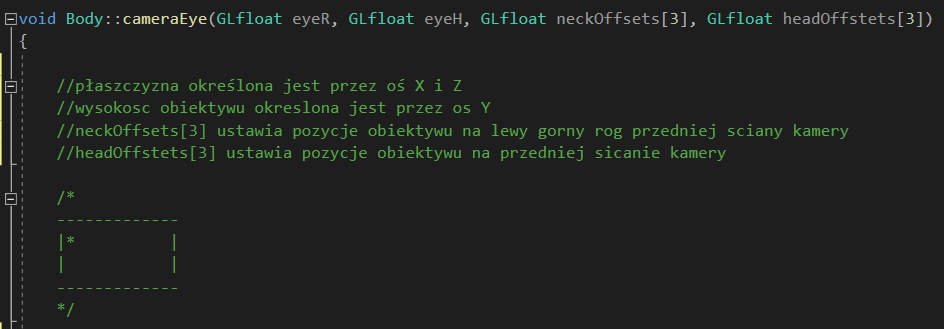 void Body::cameraEye(GLfloat eyeR, GLfloat eyeH, GLfloat neckOffsets[3], GLfloat headOffstets[3])
{
//płaszczyzna określona jest przez oś X i Z
//wysokosc obiektywu okreslona jest przez os Y
//neckOffsets[3] ustawia pozycje obiektywu na lewy gorny rog przedniej sciany kamery
//headOffstets[3] ustawia pozycje obiektywu na przedniej sicanie kamery
/*
-------------
|*          |
|           |
-------------
*/